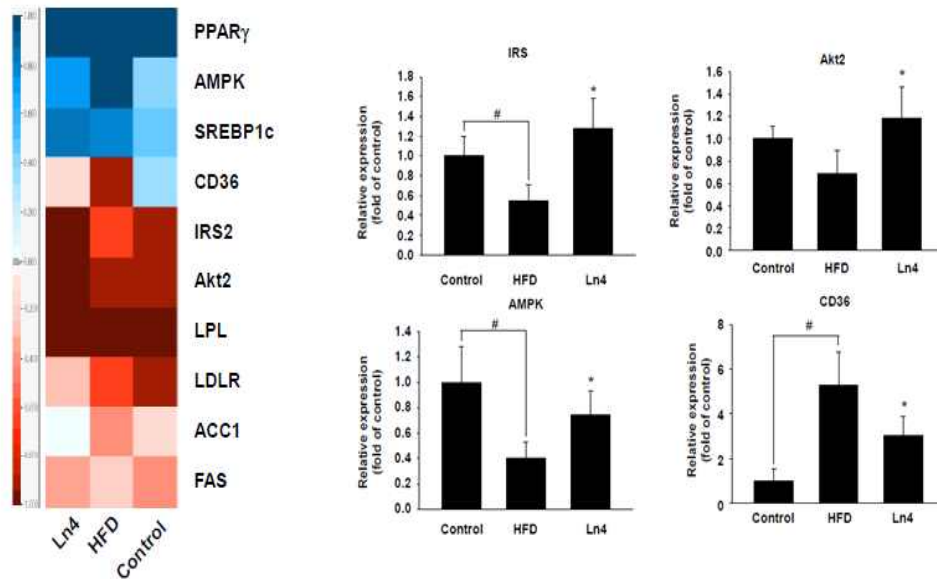 PPARγ
AMPK
SREBP1c
CD36
IRS2
Akt2
LPL
LDLR
ACC1
FAS
Ln4
HFD
Control
IRS
Relative expression
(fold of control)
1.8
1.6
1.4
1.2
1.0
0.8
0.6
0.4
0.2
0.0
#
*
Control
HFD
Ln4
Akt2
Relative expression
(fold of control)
1.6
1.4
1.2
1.0
0.8
0.6
0.4
0.2
0.0
*
Control
HFD
Ln4
AMPK
Relative expression
(fold of control)
1.4
1.2
1.0
0.8
0.6
0.4
0.2
0.0
#
*
Control
HFD
Ln4
CD36
Relative expression
(fold of control)
8
6
4
2
0
#
*
Control
HFD
Ln4